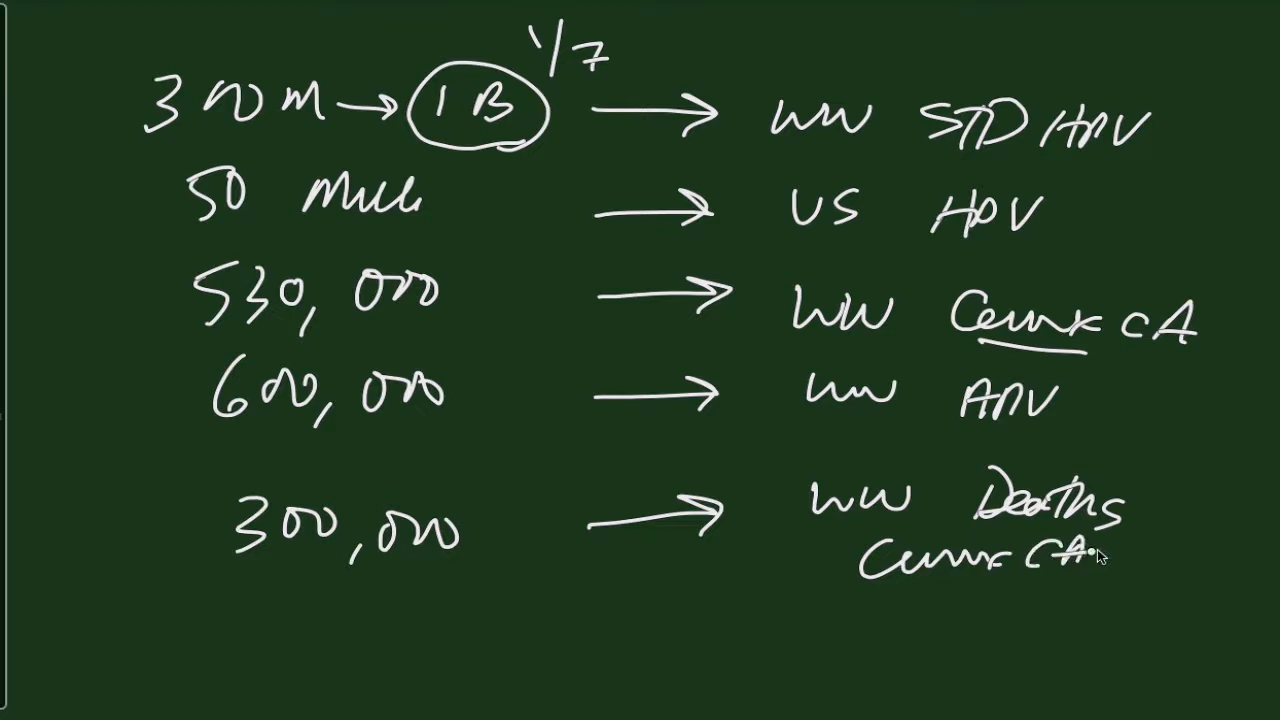 1/7
300 M → 1 B → WW STD HPV
50 Mill → US HPV
530,000 → WW Cervix CA
600,000 → WW HPV
300,000 → WW Deaths
Cervix CA